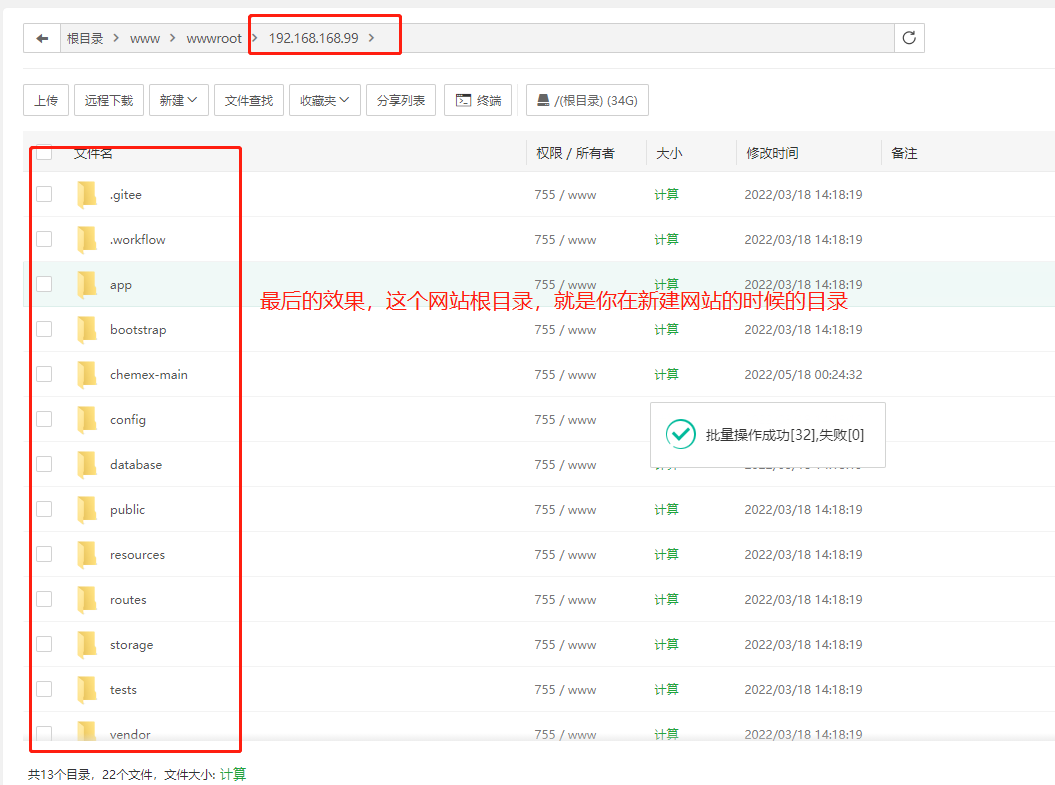 根目录 www wwwroot 192.168.168.99
上传 远程下载 新建 文件查找 收藏夹 分享列表 终端 /(根目录) (34G)
文件名 权限 / 所有者 大小 修改时间 备注
.gitee 755 / www 计算 2022/03/18 14:18:19
.workflow 755 / www 计算 2022/03/18 14:18:19
app 755 / www 计算 2022/03/18 14:18:19
最后的效果，这个网站根目录，就是你在新建网站的时候的目录
bootstrap 755 / www 计算 2022/03/18 14:18:19
chemex-main 755 / www 计算 2022/05/18 00:24:32
config 755 / www
批量操作成功[32],失败[0]
database 755 / www
public 755 / www 计算 2022/03/18 14:18:19
resources 755 / www 计算 2022/03/18 14:18:19
routes 755 / www 计算 2022/03/18 14:18:19
storage 755 / www 计算 2022/03/18 14:18:19
tests 755 / www 计算 2022/03/18 14:18:19
vendor 755 / www 计算 2022/03/18 14:18:19
共13个目录，22个文件，文件大小: 计算